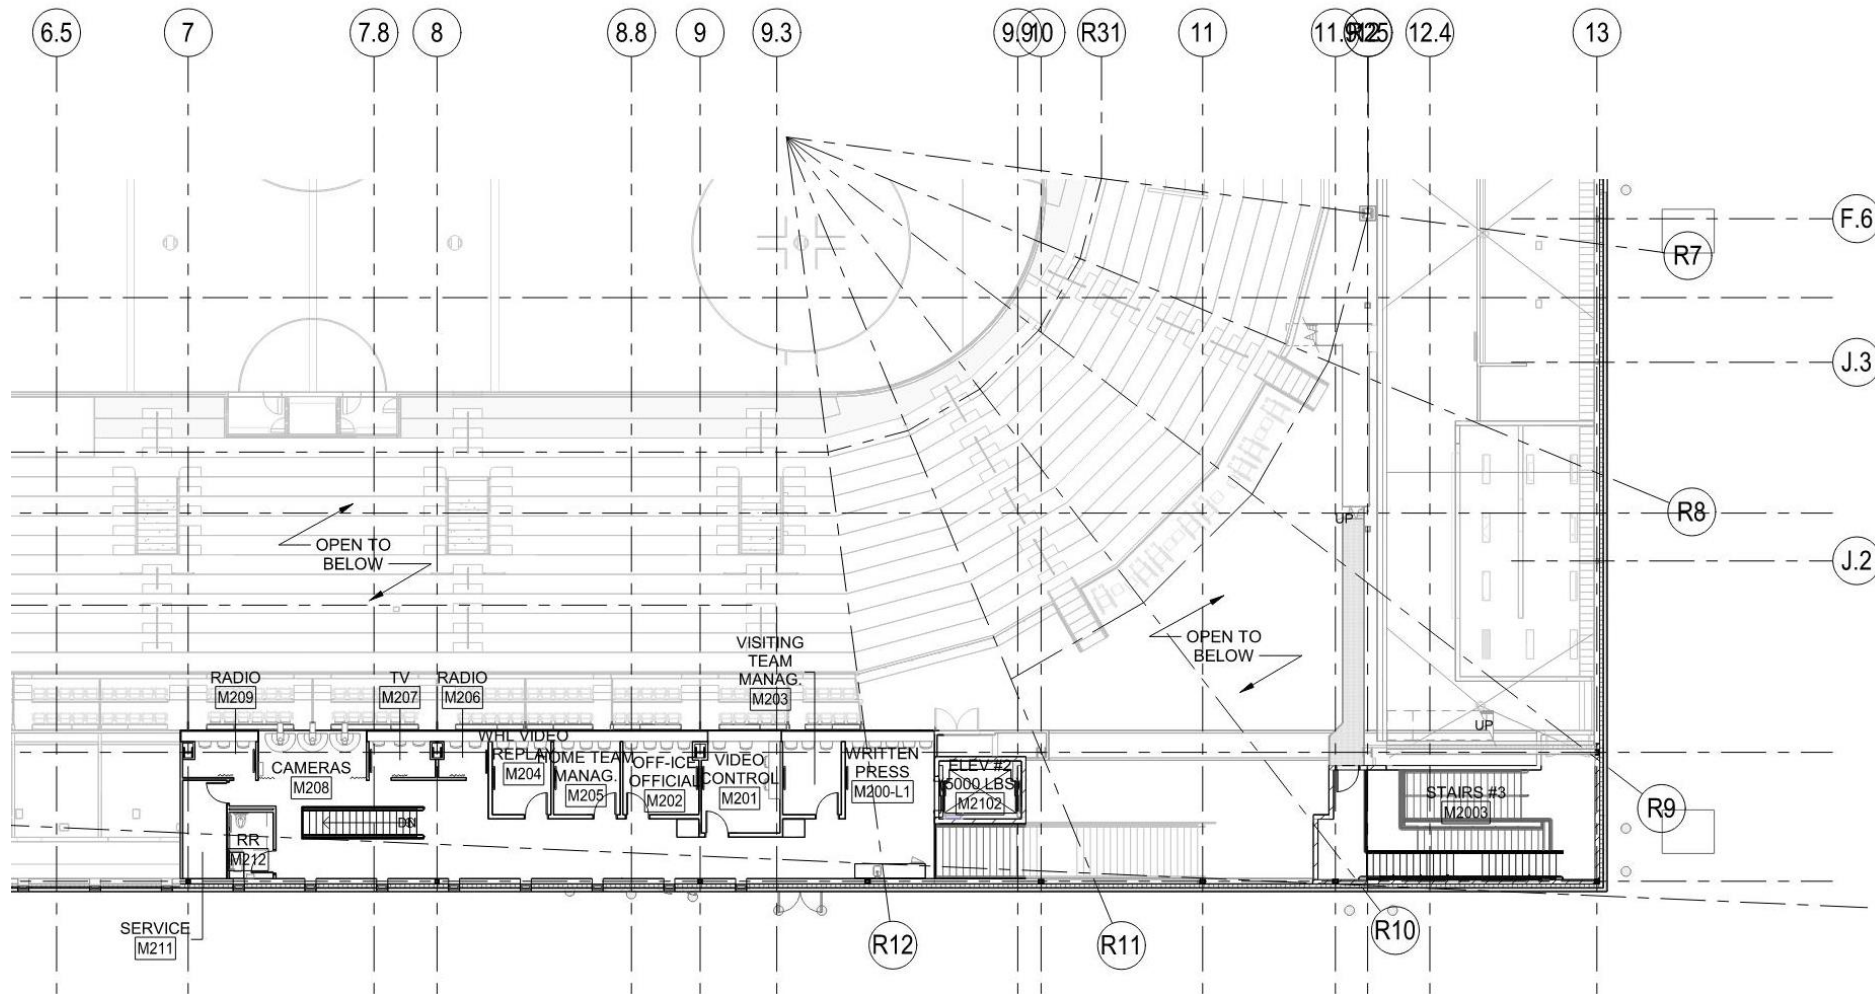 6.5
7
7.8
8
8.8
9
9.3
9.9
10
R31
11
12.4
13
F.6
R7
J.3
R8
J.2
R9
R10
R11
R12
OPEN TO
BELOW
OPEN TO
BELOW
UP
UP
VISITING
TEAM
MANAG.
M203
RADIO
M209
TV
M207
RADIO
M206
WHL VIDEO
REPLAY
M204
HOME TEAM
MANAG.
M205
OFF-ICE
OFFICIAL
M202
VIDEO
CONTROL
M201
WRITTEN
PRESS
M200-L1
ELEV #2
(5000 LBS)
M2102
STAIRS #3
M2003
CAMERAS
M208
DN
RR
M212
SERVICE
M211